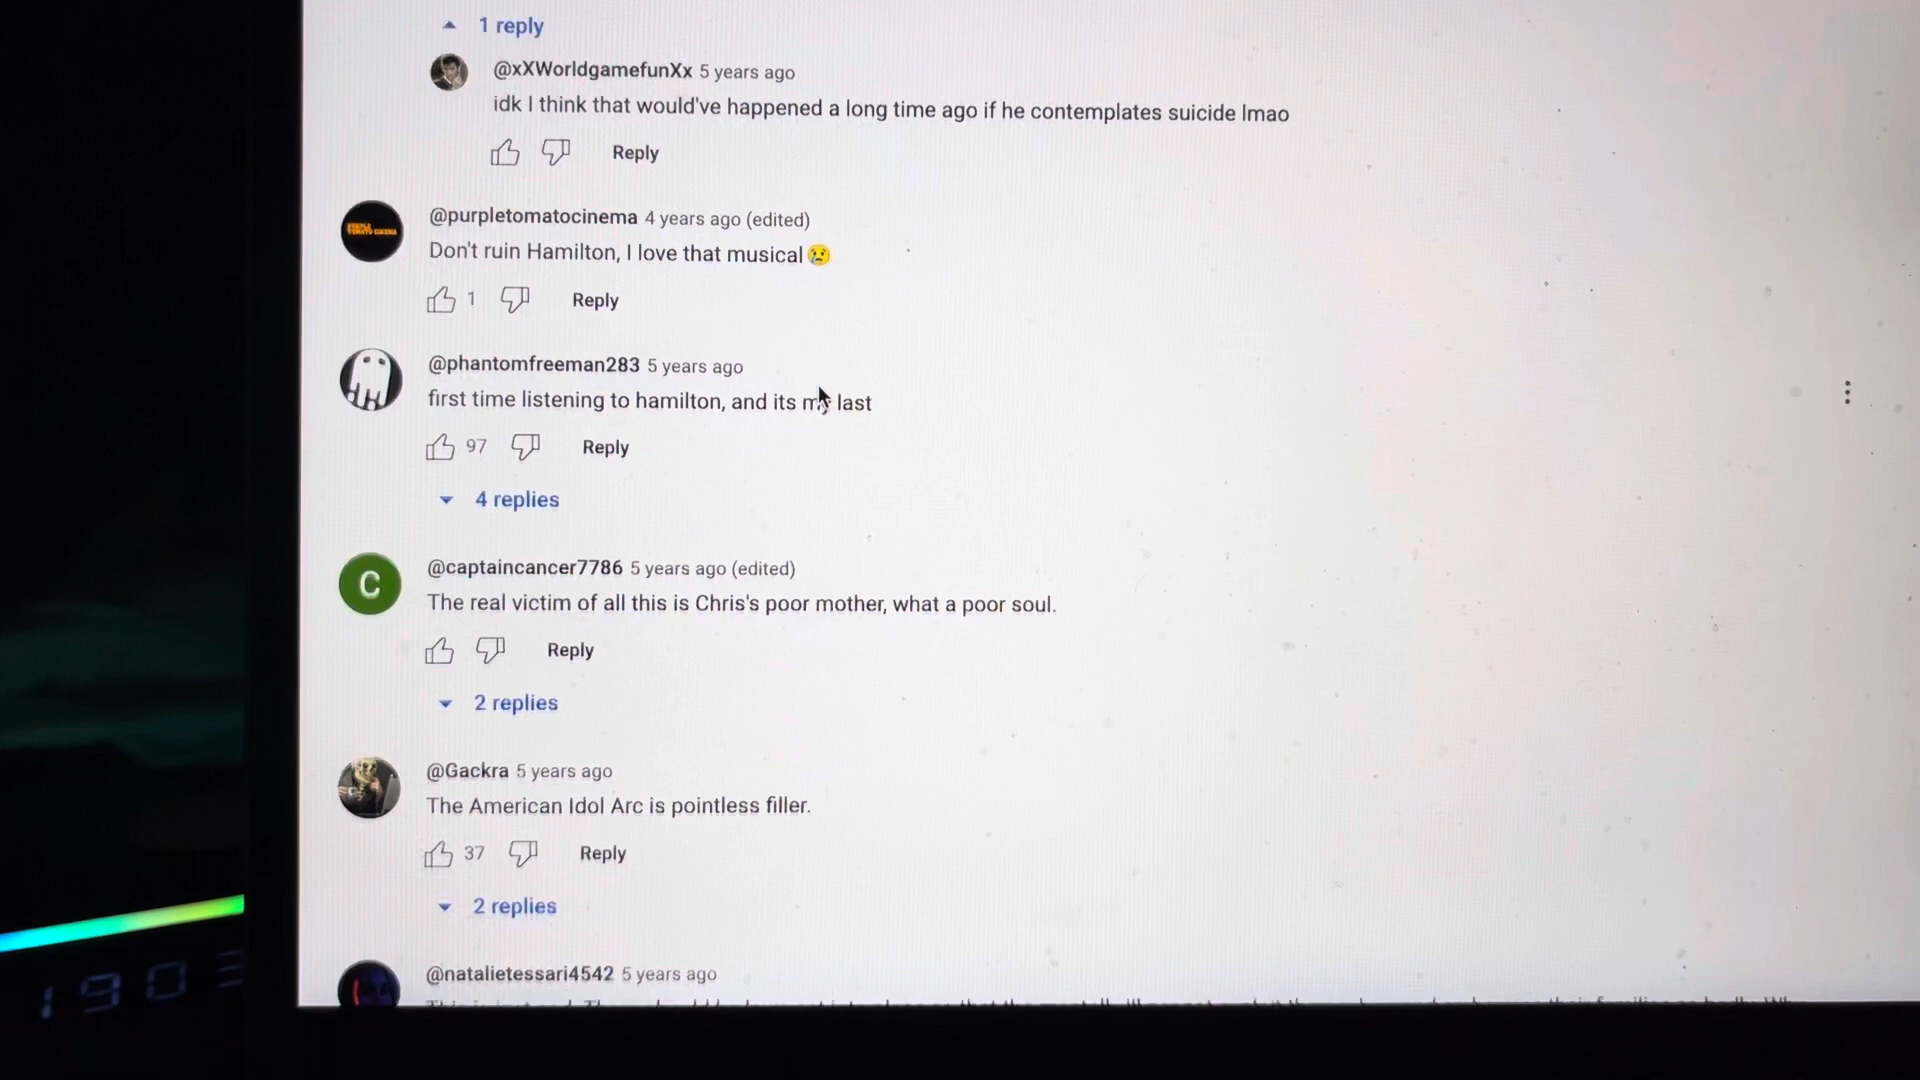 1 reply
@xXWorldgamefunXx 5 years ago
idk I think that would've happened a long time ago if he contemplates suicide lmao
Reply
PURPLE
TOMATO CINEMA
@purpletomatocinema 4 years ago (edited)
Don't ruin Hamilton, I love that musical😢
1 Reply
@phantomfreeman283 5 years ago
first time listening to hamilton, and its my last
97 Reply
4 replies
C
@captaincancer7786 5 years ago (edited)
The real victim of all this is Chris's poor mother, what a poor soul.
Reply
2 replies
@Gackra 5 years ago
The American Idol Arc is pointless filler.
37 Reply
2 replies
@natalietessari4542 5 years ago